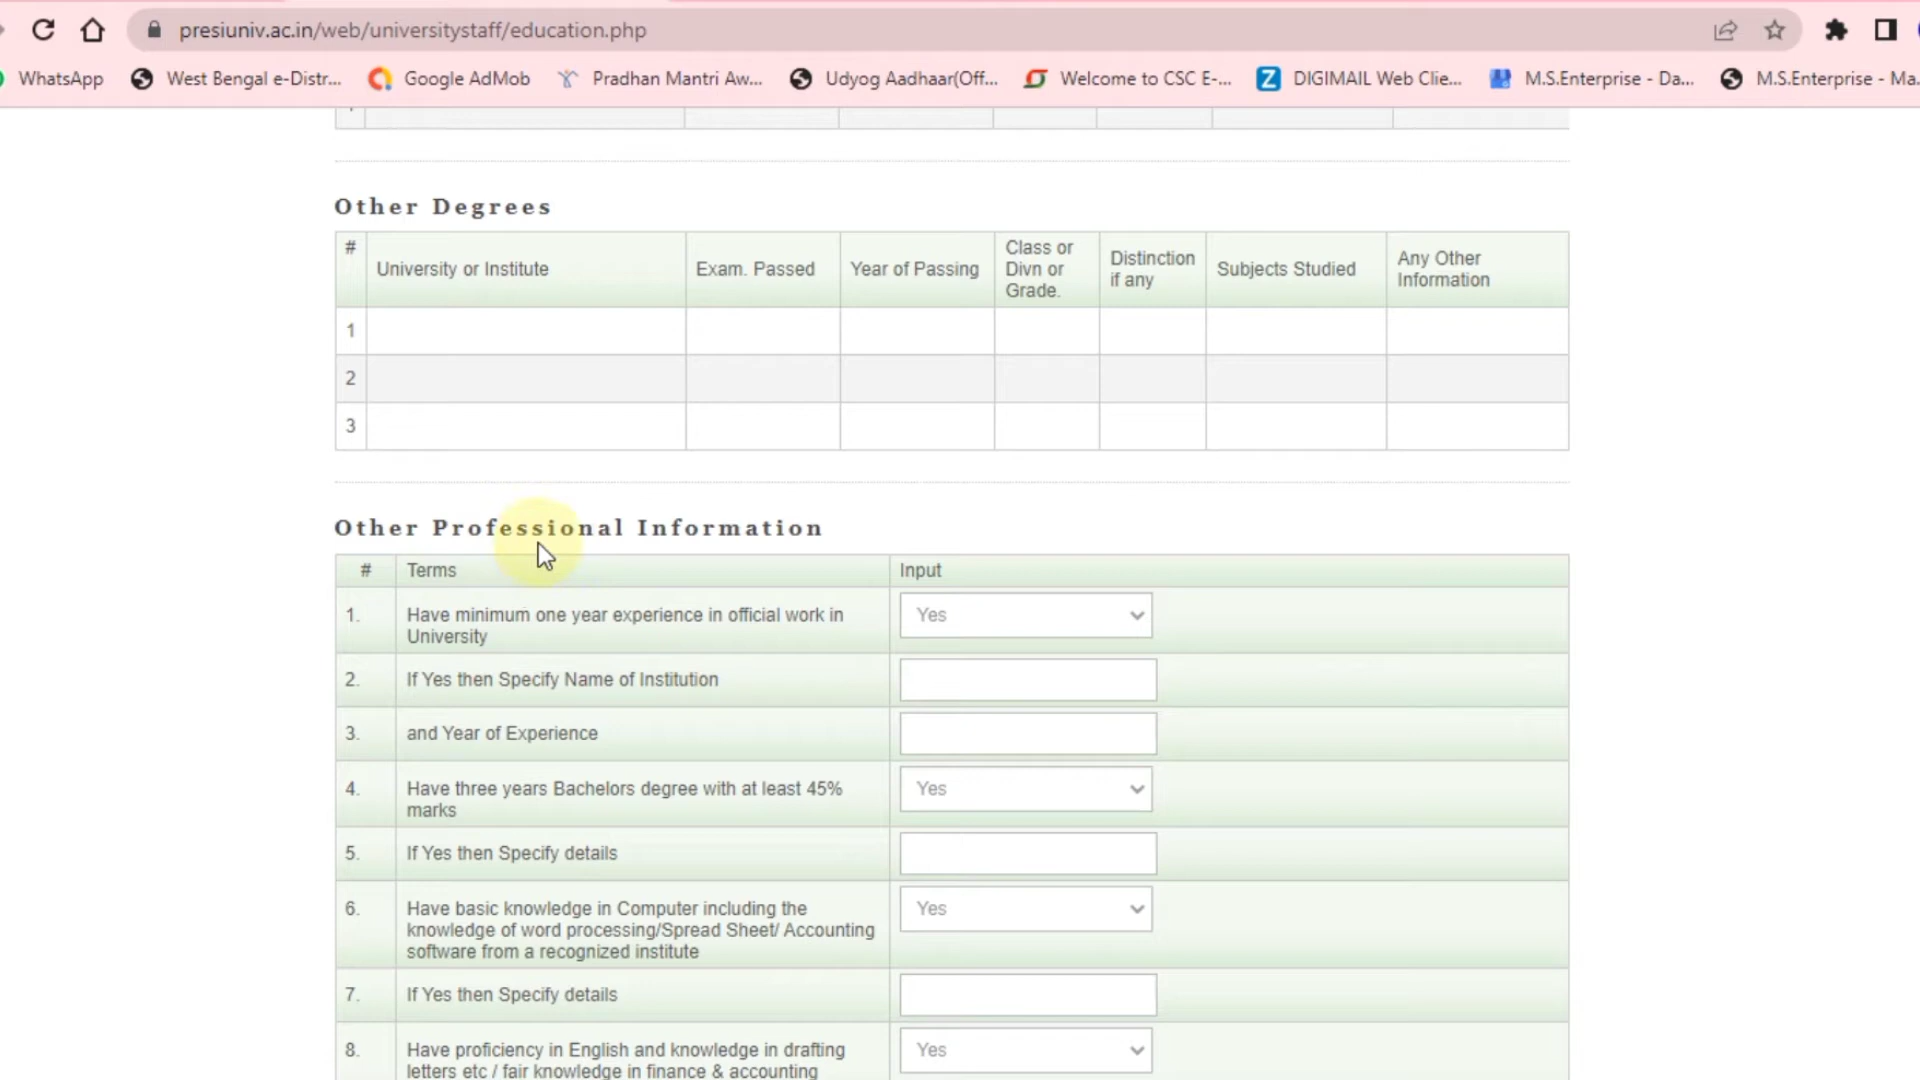 presiuniv.ac.in/web/universitystaff/education.php
WhatsApp West Bengal e-Distr... Google AdMob Pradhan Mantri Aw... Udyog Aadhaar(Off... Welcome to CSC E-... DIGIMAIL Web Clie... M.S.Enterprise - Da... M.S.Enterprise - Ma...
Other Degrees
# University or Institute Exam. Passed Year of Passing Class or Divn or Grade. Distinction if any Subjects Studied Any Other Information
1
2
3
Other Professional Information
# Terms Input
1. Have minimum one year experience in official work in Yes
University
2. If Yes then Specify Name of Institution
3. and Year of Experience
4. Have three years Bachelors degree with at least 45% Yes
marks
5. If Yes then Specify details
6. Have basic knowledge in Computer including the Yes
knowledge of word processing/Spread Sheet/ Accounting
software from a recognized institute
7. If Yes then Specify details
8. Have proficiency in English and knowledge in drafting Yes
letters etc / fair knowledge in finance & accounting